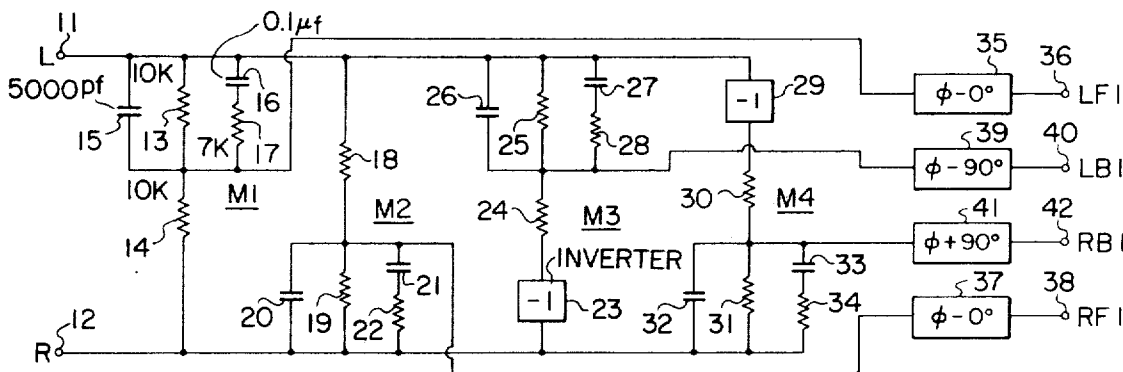 11
0.1μf
35
36
L
10K
16
27
29
φ-0°
LF1
5000pf
26
-1
39
40
15
13
17
18
25
28
φ-90°
LB1
7K
10K
M1
24
30
M4
41
42
M2
M3
φ+90°
RB1
14
INVERTER
21
33
37
38
-1
12
20
19
22
23
32
31
34
φ-0°
RF1
R